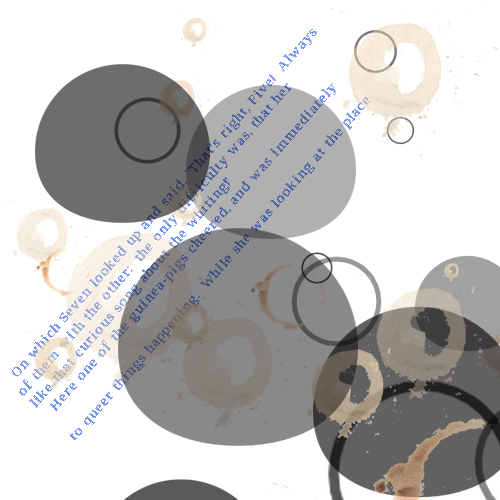 On which Seven looked up and said, That's right, Five! Always
of them with the other: the only difficulty was, that her
like that curious song about the whiting!
Here one of the guinea-pigs cheered, and was immediately
to queer things happening. While she was looking at the place